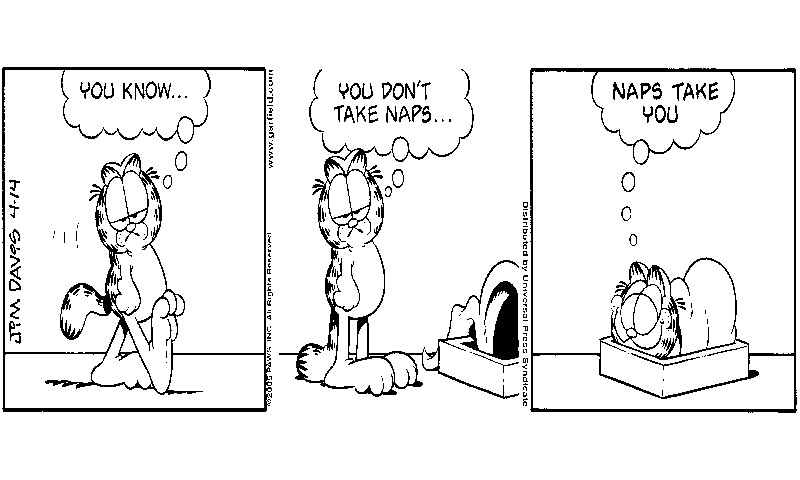 YOU KNOW...
JIM DAVIS 4-14
www.garfield.com
©2005 PAWS, INC. All Rights Reserved.
YOU DON'T
TAKE NAPS...
Distributed by Universal Press Syndicate
NAPS TAKE
YOU